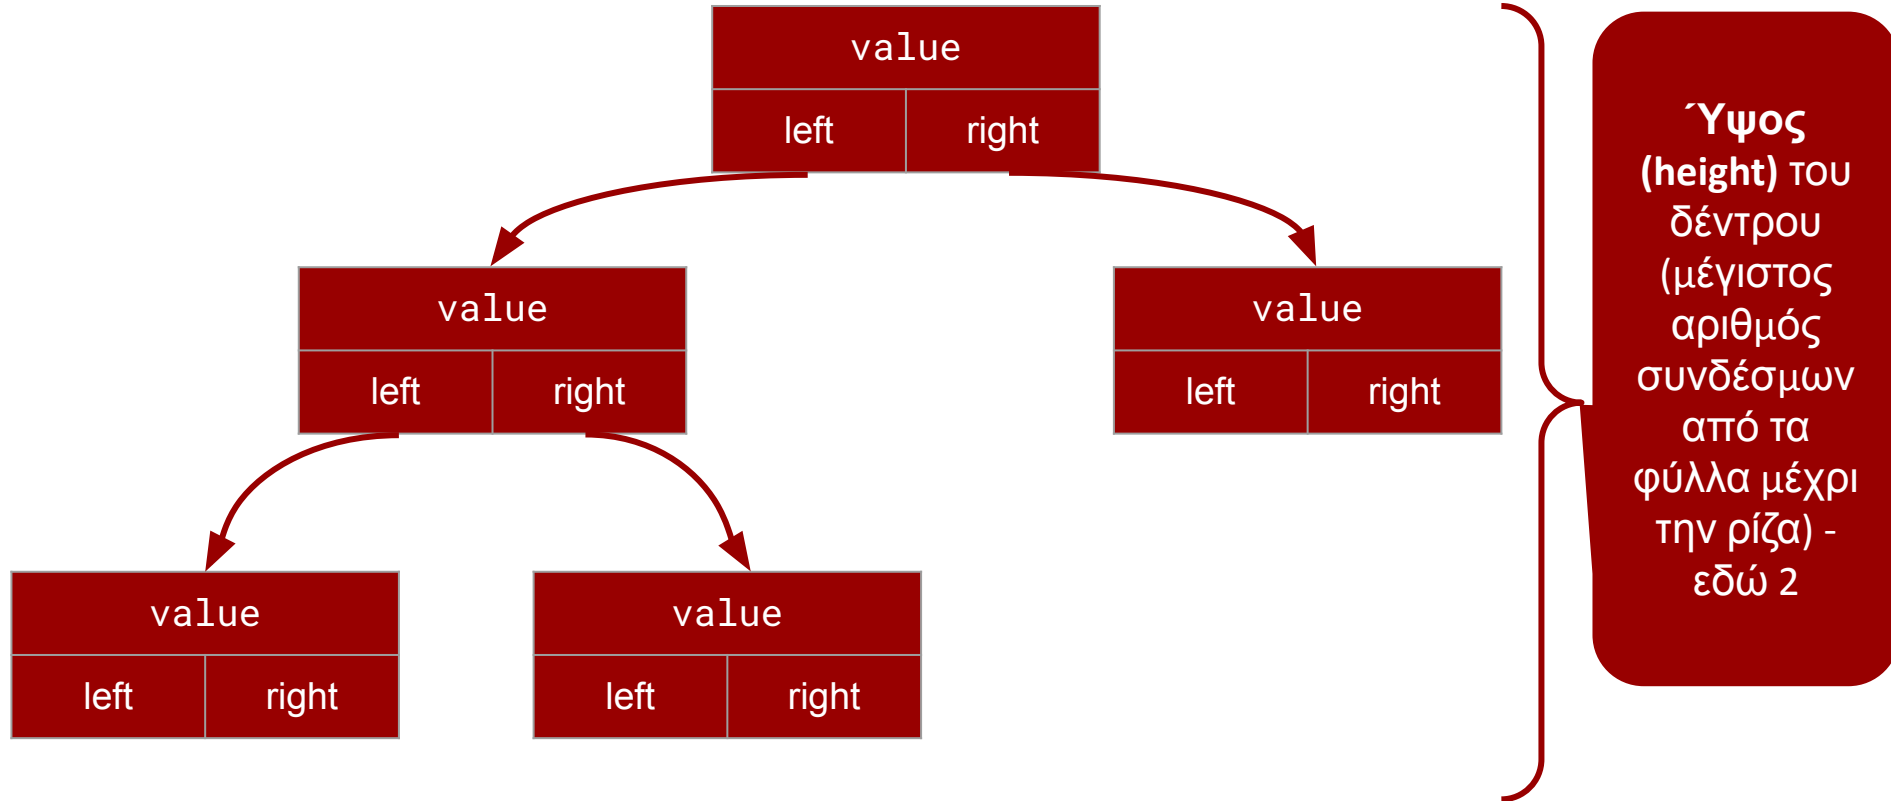 value
left right
value
left right
value
left right
value
left right
value
left right
Ύψος
(height) του
δέντρου
(μέγιστος
αριθμός
συνδέσμων
από τα
φύλλα μέχρι
την ρίζα) -
εδώ 2